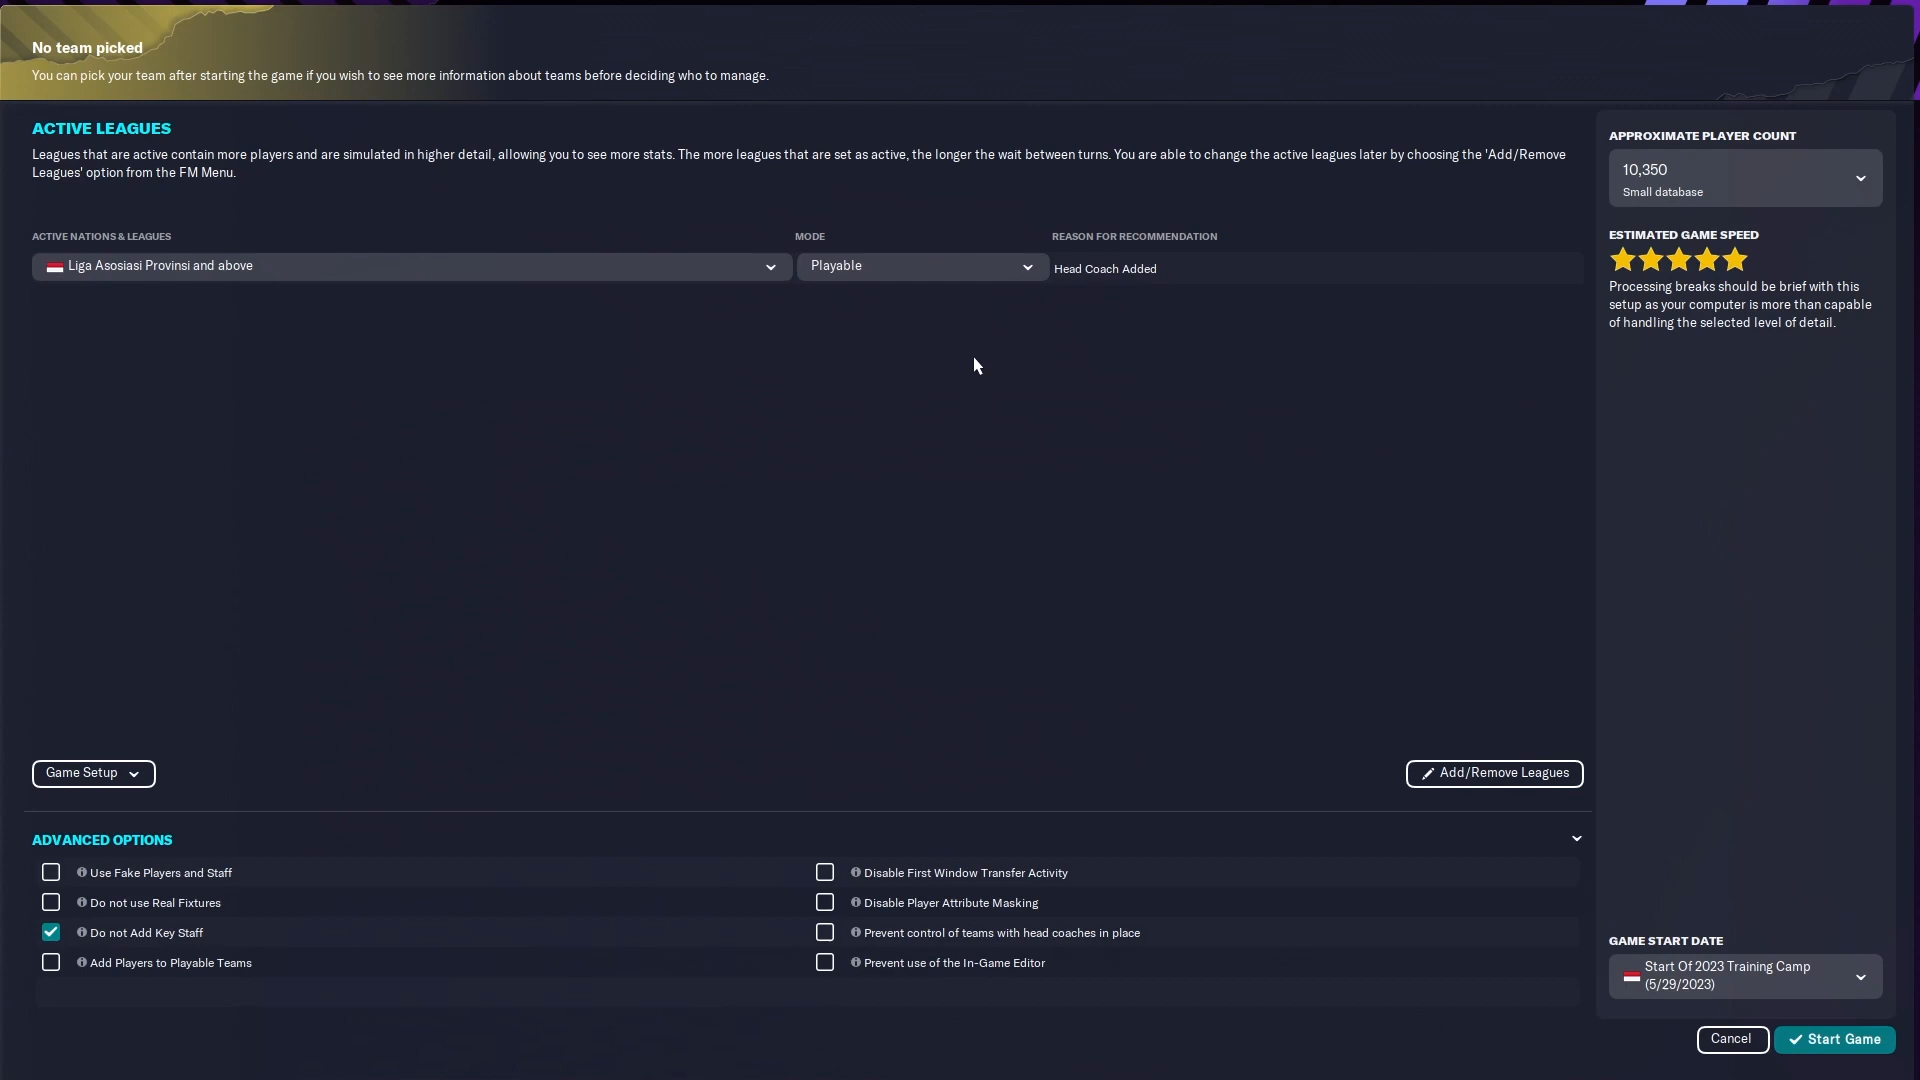 No team picked
You can pick your team after starting the game if you wish to see more information about teams before deciding who to manage.
ACTIVE LEAGUES
Leagues that are active contain more players and are simulated in higher detail, allowing you to see more stats. The more leagues that are set as active, the longer the wait between turns. You are able to change the active leagues later by choosing the 'Add/Remove
Leagues' option from the FM Menu.
ACTIVE NATIONS & LEAGUES
MODE
REASON FOR RECOMMENDATION
Liga Asosiasi Provinsi and above
Playable
Head Coach Added
Game Setup
Add/Remove Leagues
ADVANCED OPTIONS
Use Fake Players and Staff
Do not use Real Fixtures
Do not Add Key Staff
Add Players to Playable Teams
Disable First Window Transfer Activity
Disable Player Attribute Masking
Prevent control of teams with head coaches in place
Prevent use of the In-Game Editor
APPROXIMATE PLAYER COUNT
10,350
Small database
ESTIMATED GAME SPEED
Processing breaks should be brief with this
setup as your computer is more than capable
of handling the selected level of detail.
GAME START DATE
Start Of 2023 Training Camp
(5/29/2023)
Cancel
Start Game